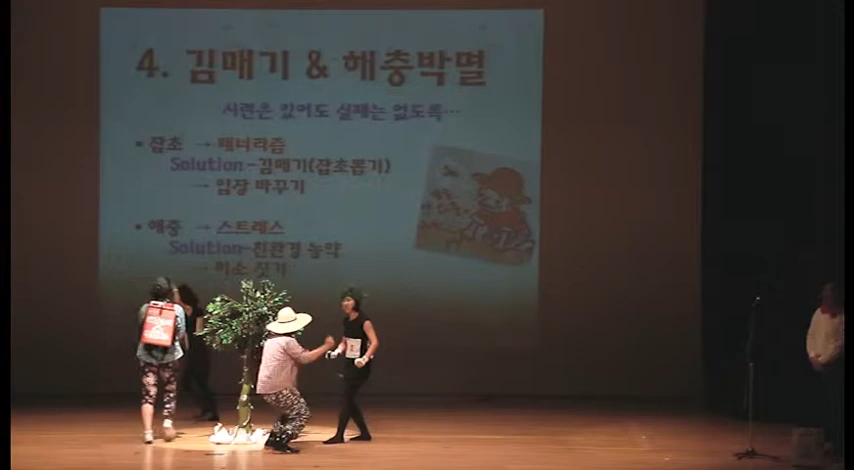 4. 김매기 & 해충박멸
시련은 있어도 실패는 없도록...
• 잡초 → 매너리즘
Solution-김매기(잡초뽑기)
→ 입장 바꾸기
• 해충 → 스트레스
Solution-친환경 농약
→ 미소 짓기